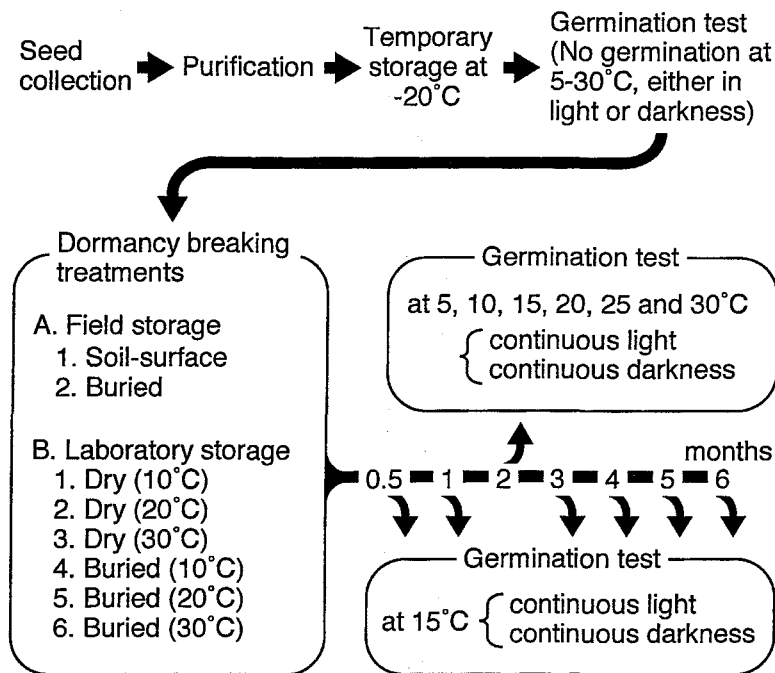 Seed
collection
Purification
Temporary
storage at
-20°C
Germination test
(No germination at
5-30°C, either in
light or darkness)
Dormancy breaking
treatments
A. Field storage
1. Soil-surface
2. Buried
B. Laboratory storage
1. Dry (10°C)
2. Dry (20°C)
3. Dry (30°C)
4. Buried (10°C)
5. Buried (20°C)
6. Buried (30°C)
Germination test
at 5, 10, 15, 20, 25 and 30°C
continuous light
continuous darkness
months
0.5 1 2 3 4 5 6
Germination test
at 15°C
continuous light
continuous darkness